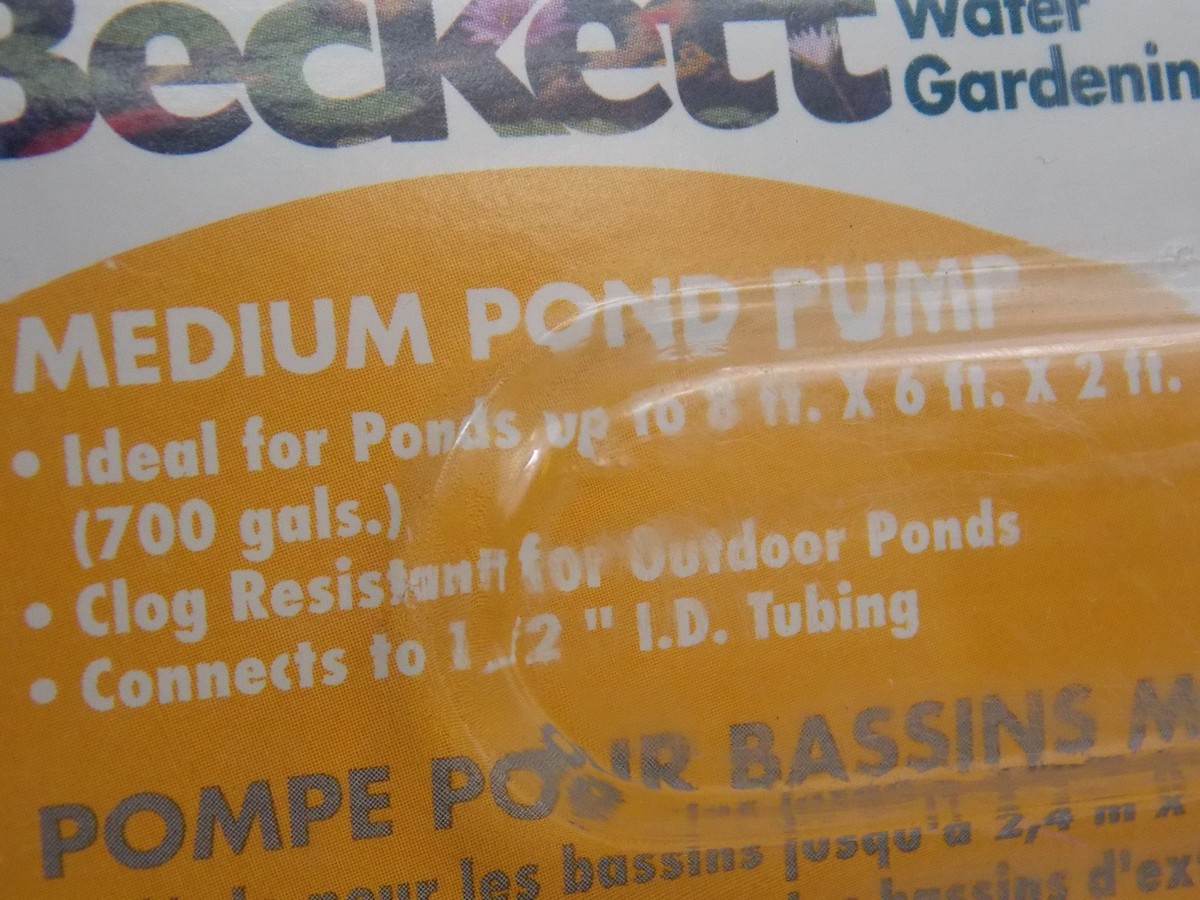 Beckett Water
Gardenin
MEDIUM POND PUMP
• Ideal for Ponds up to 8 ft. X 6 ft. X 2 ft.
(700 gals.)
• Clog Resistant for Outdoor Ponds
• Connects to 1/2 " I.D. Tubing
POMPE POUR BASSINS M
pour les bassins jusqu'à 2,4 m x
bassins d'ex